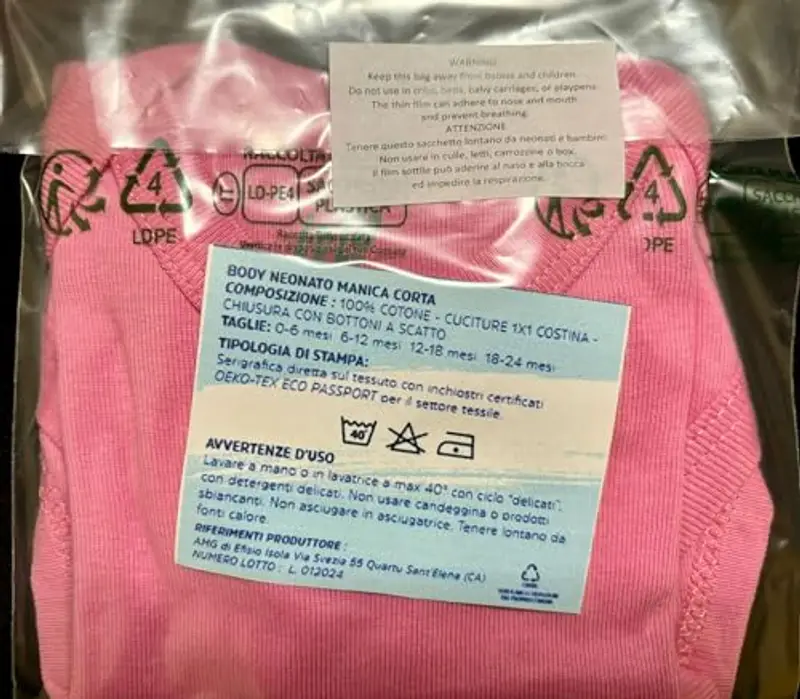 WARNING
Keep this bag away from babies and children.
Do not use in cribs, beds, baby carriages, or playpens.
The thin film can adhere to nose and mouth
and prevent breathing.
ATTENZIONE
Tenere questo sacchetto lontano da neonati e bambini.
Non usare in culle, letti, carrozzine o box.
Il film sottile può aderire al naso e alla bocca
ed impedire la respirazione.
RACCOLTA
4
LDPE
IT
LD-PE4
PLASTICA
4
DPE
SACCO
BODY NEONATO MANICA CORTA
COMPOSIZIONE : 100% COTONE - CUCITURE 1X1 COSTINA -
CHIUSURA CON BOTTONI A SCATTO
TAGLIE: 0-6 mesi 6-12 mesi 12-18 mesi 18-24 mesi
TIPOLOGIA DI STAMPA:
Serigrafica diretta sul tessuto con inchiostri certificati
OEKO-TEX ECO PASSPORT per il settore tessile.
40°
AVVERTENZE D'USO
Lavare a mano o in lavatrice a max 40° con ciclo "delicati",
con detergenti delicati. Non usare candeggina o prodotti
sbiancanti. Non asciugare in asciugatrice. Tenere lontano da
fonti calore.
RIFERIMENTI PRODUTTORE :
AMG di Efisio Isola Via Svezia 55 Quartu Sant'Elena (CA)
NUMERO LOTTO : L. 012024